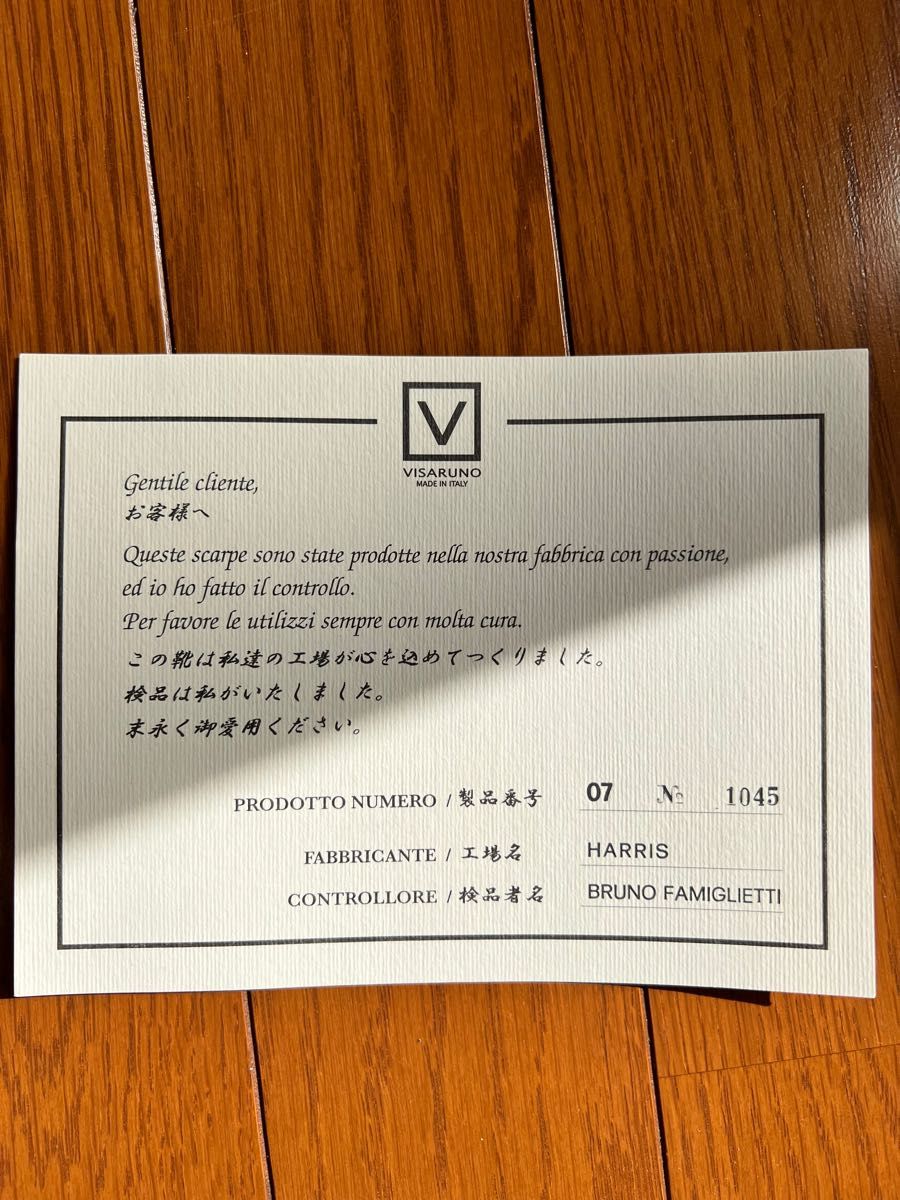 V
VISARUNO
MADE IN ITALY
Gentile cliente,
お客様へ
Queste scarpe sono state prodotte nella nostra fabbrica con passione,
ed io ho fatto il controllo.
Per favore le utilizzi sempre con molta cura.
この靴は私達の工場が心を込めてつくりました。
検品は私がいたしました。
末永く御愛用ください。
PRODOTTO NUMERO / 製品番号 07 № 1045
FABBRICANTE / 工場名 HARRIS
CONTROLLORE / 検品者名 BRUNO FAMIGLIETTI